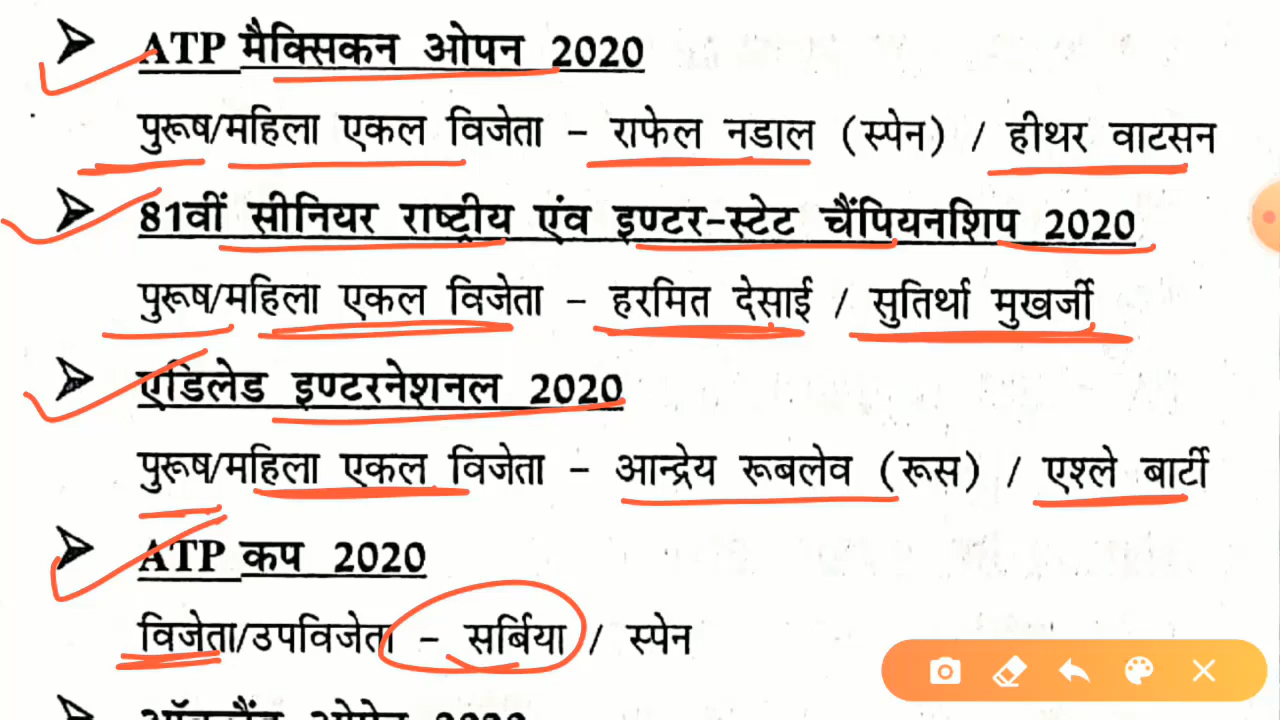 ➢ ATP मैक्सिकन ओपन 2020
पुरूष/महिला एकल विजेता – राफेल नडाल (स्पेन) / हीथर वाटसन
➢ 81वीं सीनियर राष्ट्रीय एंव इण्टर-स्टेट चैंपियनशिप 2020
पुरूष/महिला एकल विजेता – हरमित देसाई / सुतिर्था मुखर्जी
➢ एडिलेड इण्टरनेशनल 2020
पुरूष/महिला एकल विजेता – आन्द्रेय रूबलेव (रूस) / एश्ले बार्टी
➢ ATP कप 2020
विजेता/उपविजेता – सर्बिया / स्पेन